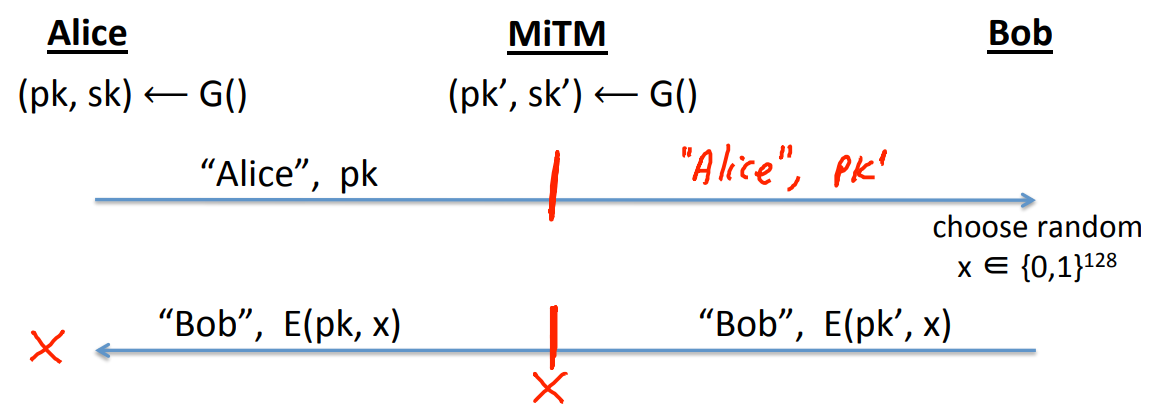 Alice MiTM Bob
(pk, sk) ⟵ G() (pk’, sk’) ⟵ G()
“Alice”, pk "Alice", pk'
choose random
x ∈ {0,1}¹²⁸
“Bob”, E(pk, x) “Bob”, E(pk’, x)
x
x